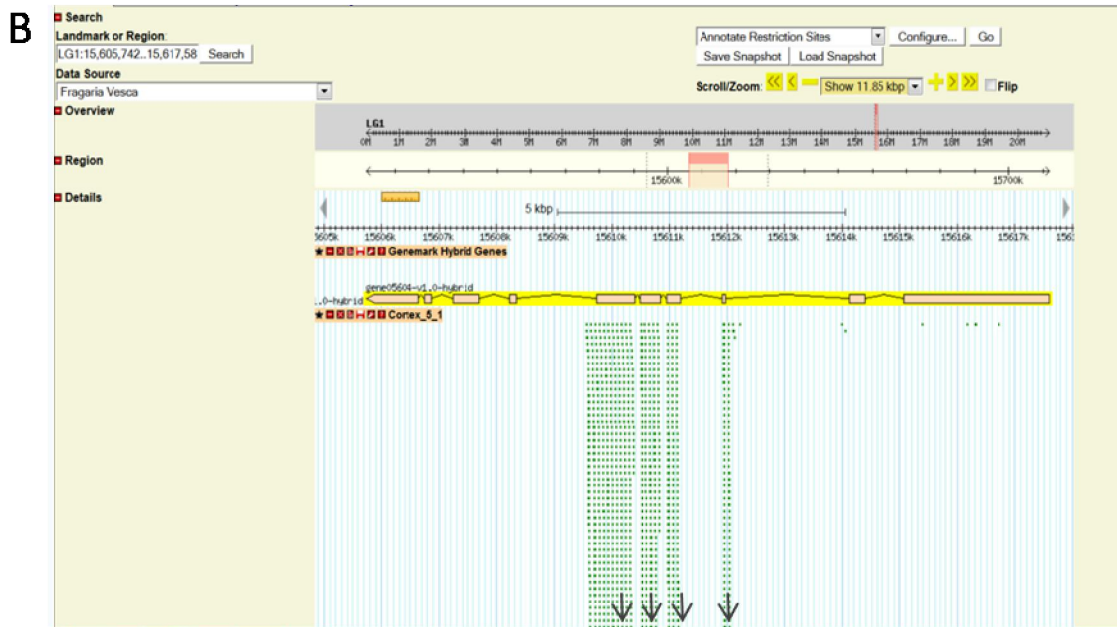 B
Search
Landmark or Region:
LG1:15,605,742..15,617,58 Search
Annotate Restriction Sites Configure... Go
Save Snapshot Load Snapshot
Data Source
Fragaria Vesca
Scroll/Zoom: Show 11.85 kbp Flip
Overview
LG1
0M 1M 2M 3M 4M 5M 6M 7M 8M 9M 10M 11M 12M 13M 14M 15M 16M 17M 18M 19M 20M
Region
15600k 15700k
Details
5 kbp
5605k 15606k 15607k 15608k 15609k 15610k 15611k 15612k 15613k 15614k 15615k 15616k 15617k 1561
Genemark Hybrid Genes
gene05604-v1.0-hybrid
.0-hybrid
Cortex_5_1